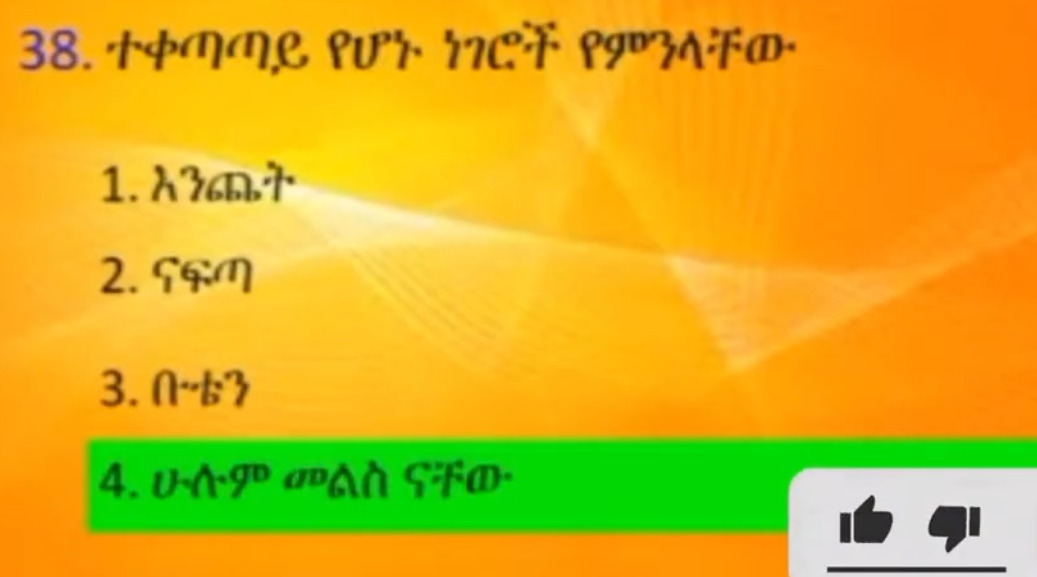 38. ተቀጣጣይ የሆኑ ነገሮች የምንላቸው
1. እንጨት
2. ናፍጣ
3. ቡቴን
4. ሁሉም መልስ ናቸው